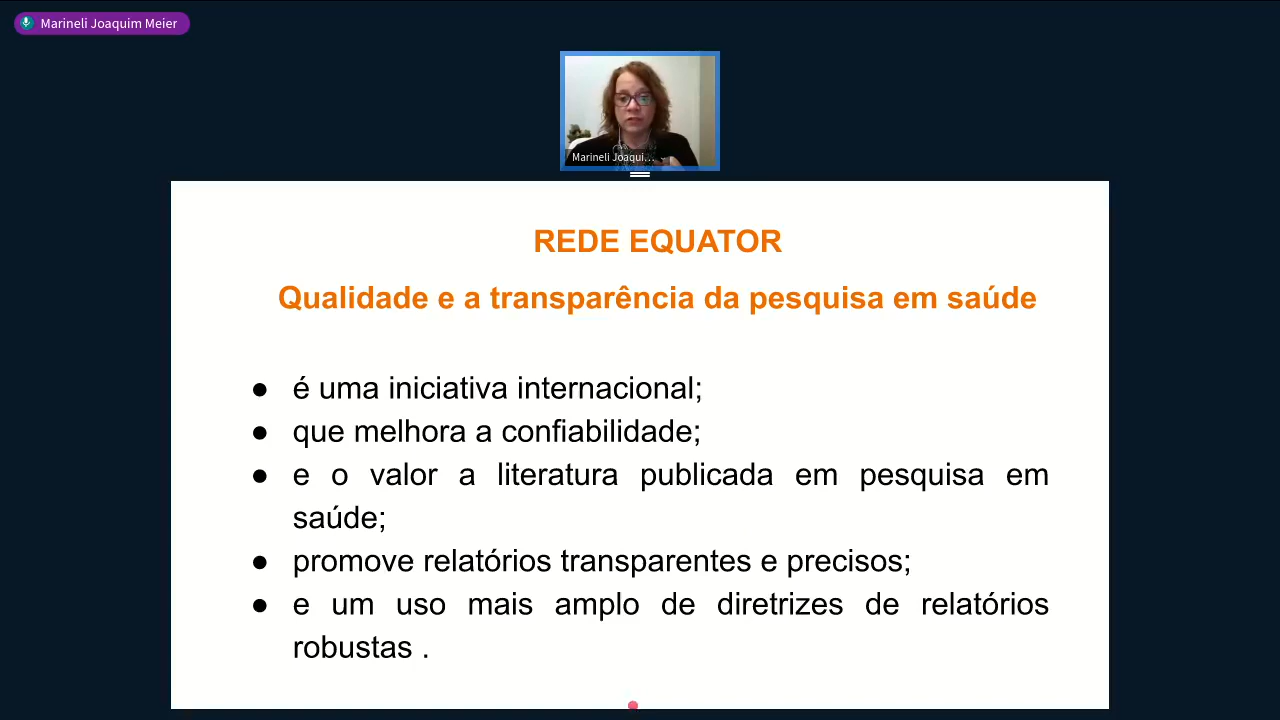 Marineli Joaquim Meier
Marineli Joaqui...
REDE EQUATOR
Qualidade e a transparência da pesquisa em saúde
● é uma iniciativa internacional;
● que melhora a confiabilidade;
● e o valor a literatura publicada em pesquisa em
saúde;
● promove relatórios transparentes e precisos;
● e um uso mais amplo de diretrizes de relatórios
robustas .